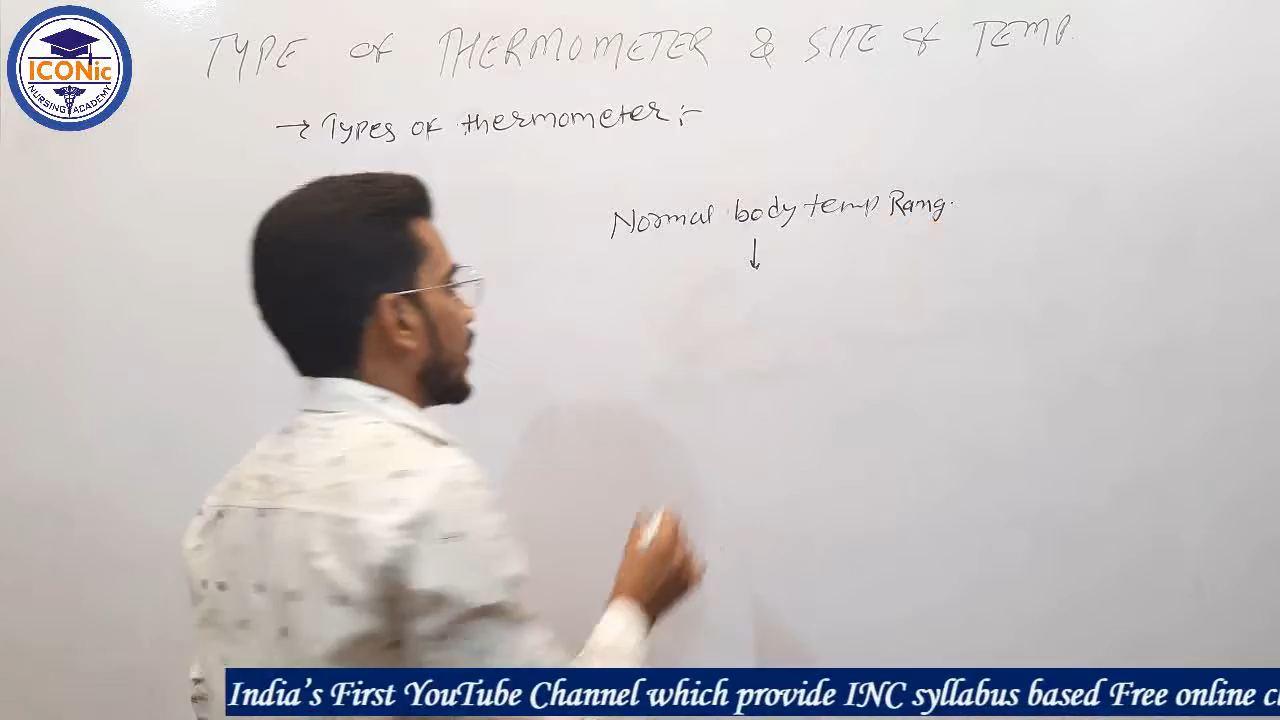 TYPE of THERMOMETER & SITE of TEMP.
→ Types of thermometer :-
Normal body temp Rang.
↓
ICONic
NURSING ACADEMY
India's First YouTube Channel which provide INC syllabus based Free online c